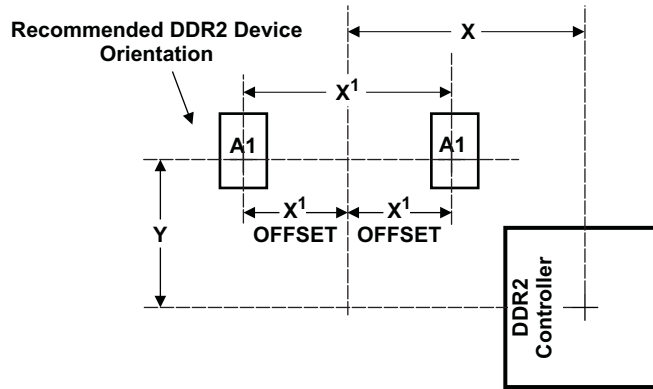 Recommended DDR2 Device
Orientation
X
X¹
A1
A1
X¹
OFFSET
X¹
OFFSET
Y
DDR2
Controller